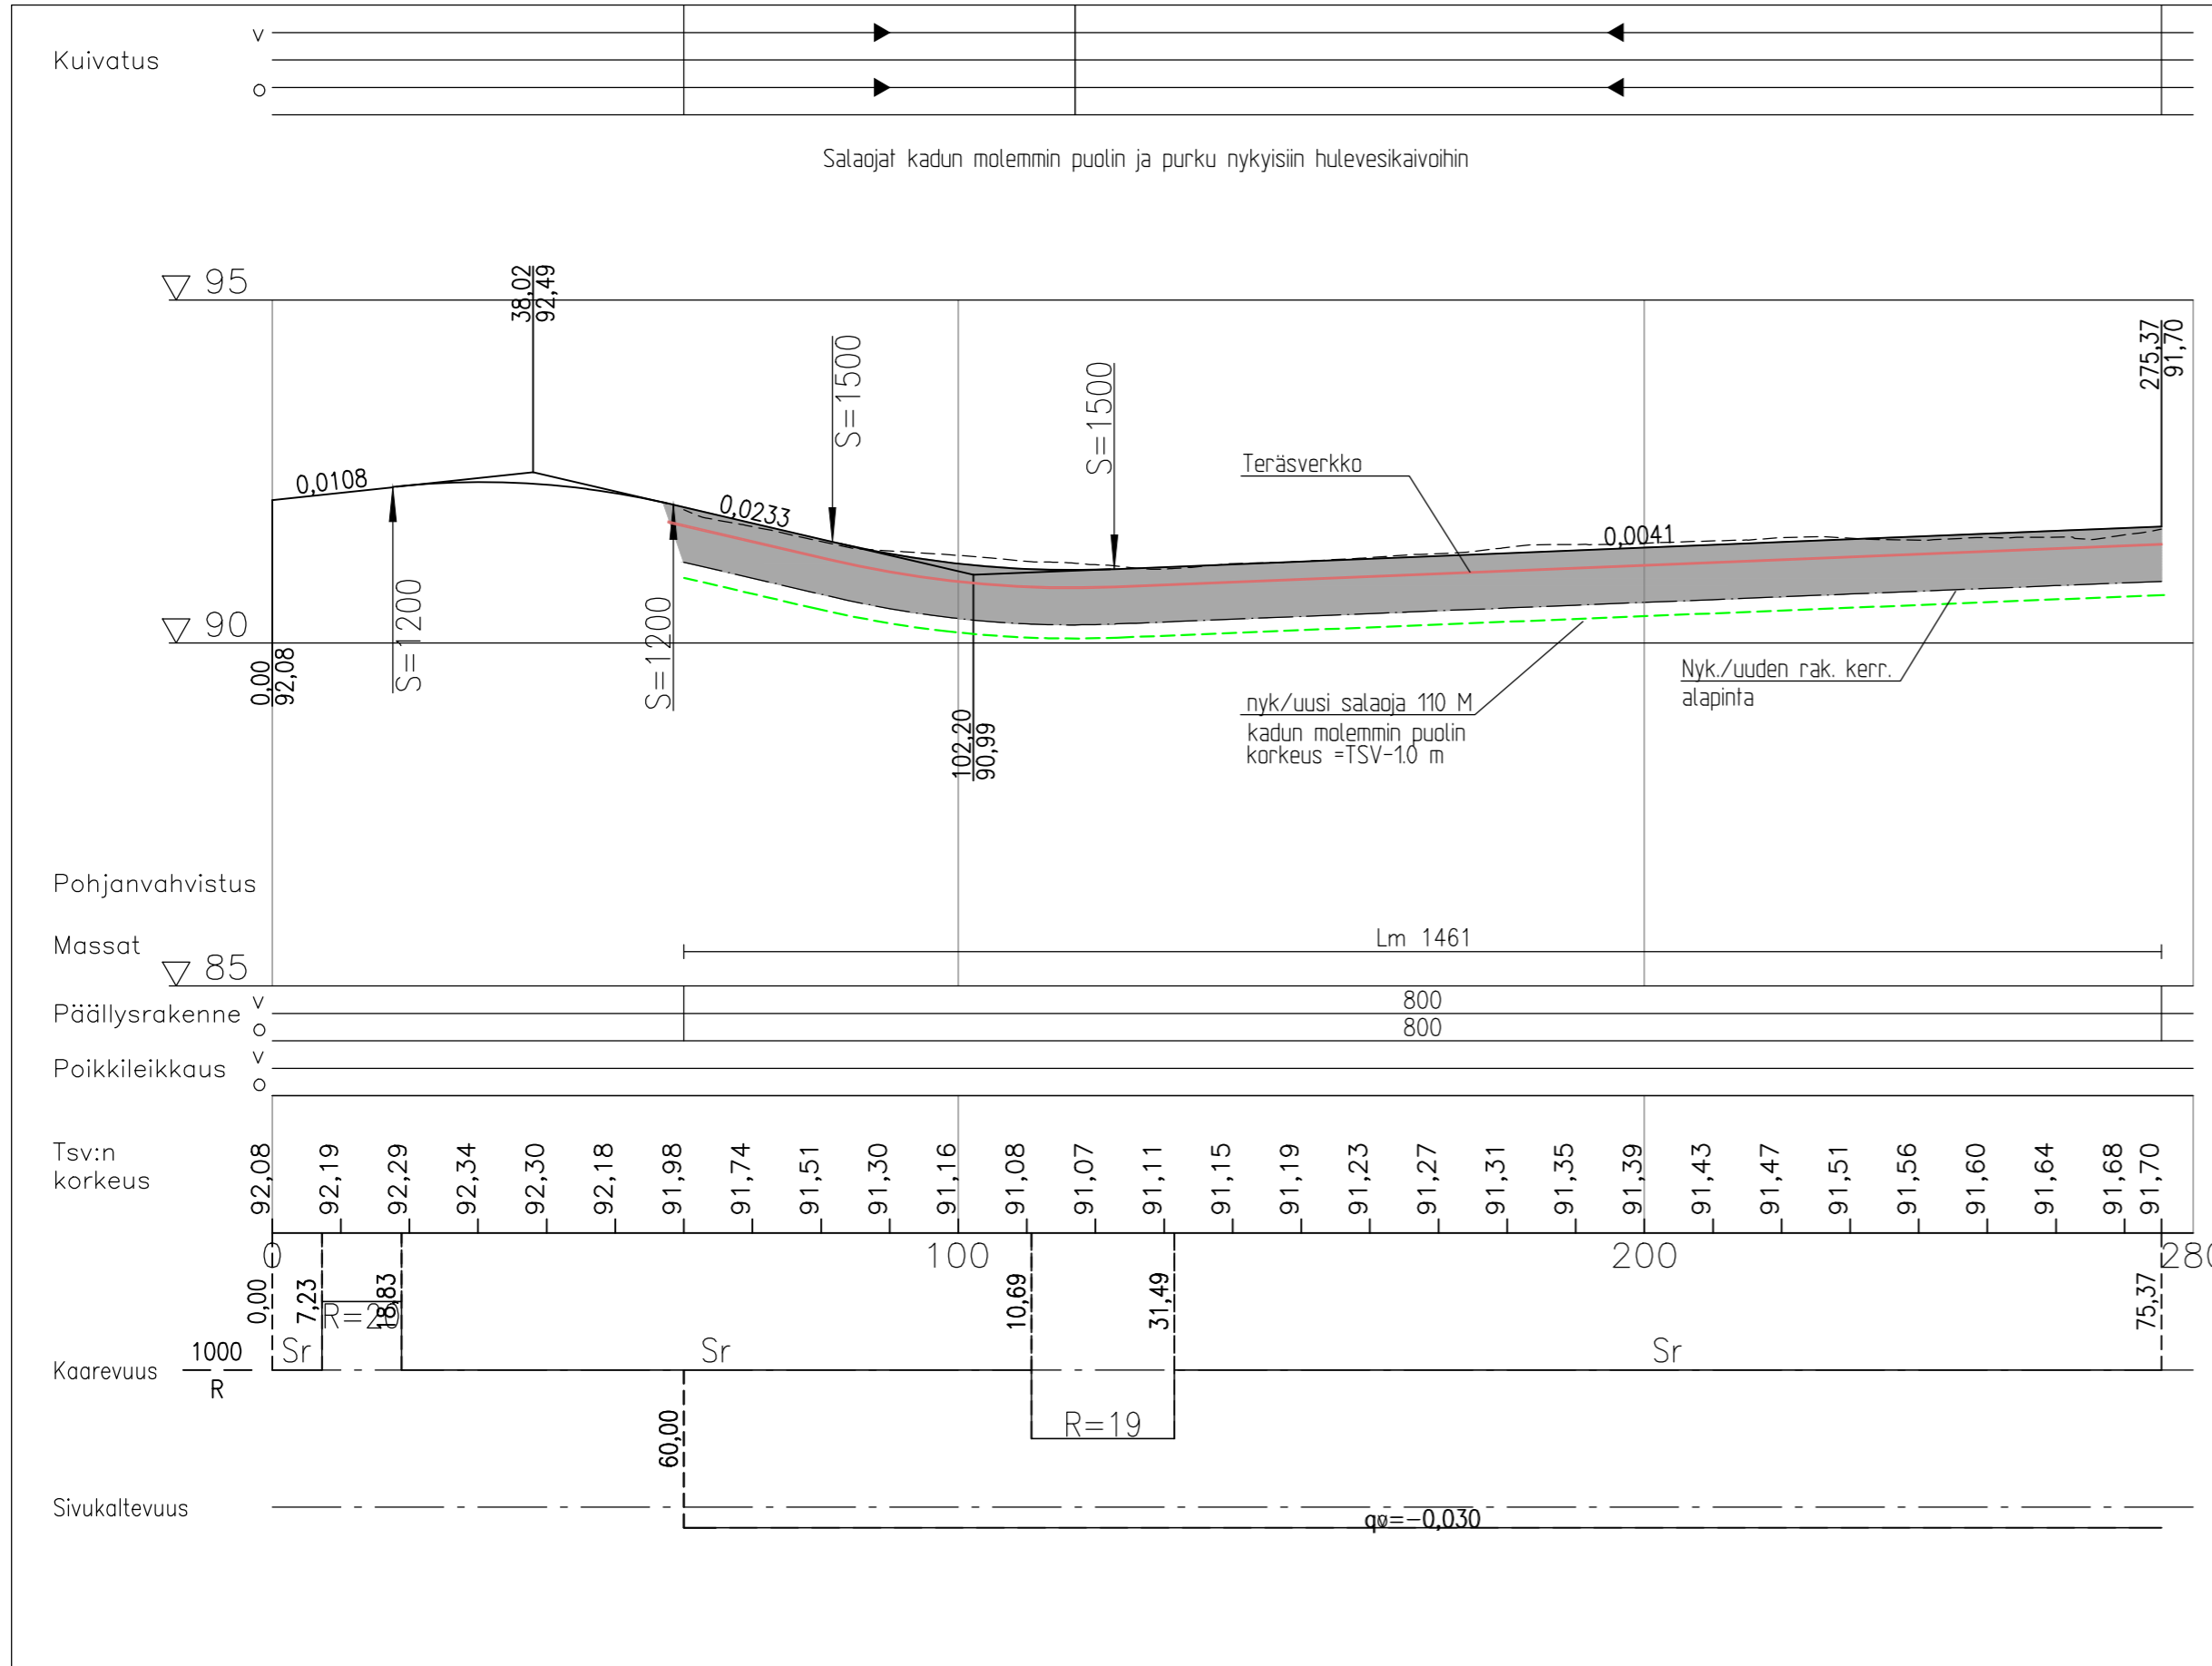 v
Kuivatus
o
Salaojat kadun molemmin puolin ja purku nykyisiin hulevesikaivoihin
95
38,02
92,49
S=1500
S=1500
275,37
91,70
Teräsverkko
0,0108
0,0233
0,0041
S=1200
S=1200
90
0,00
92,08
102,20
90,99
nyk/uusi salaoja 110 M
kadun molemmin puolin
korkeus =TSV-1.0 m
Nyk./uuden rak. kerr.
alapinta
Pohjanvahvistus
Massat
Lm 1461
85
Päällysrakenne
v
800
o
800
Poikkileikkaus
v
o
Tsv:n
korkeus
92,08 92,19 92,29 92,34 92,30 92,18 91,98 91,74 91,51 91,30 91,16 91,08 91,07 91,11 91,15 91,19 91,23 91,27 91,31 91,35 91,39 91,43 91,47 91,51 91,56 91,60 91,64 91,68 91,70
0 100 200 280
0,00 7,23 18,83 10,69 31,49 75,37
R=20
Sr Sr Sr
Kaarevuus
1000
R
60,00
R=19
Sivukaltevuus
=-0,030